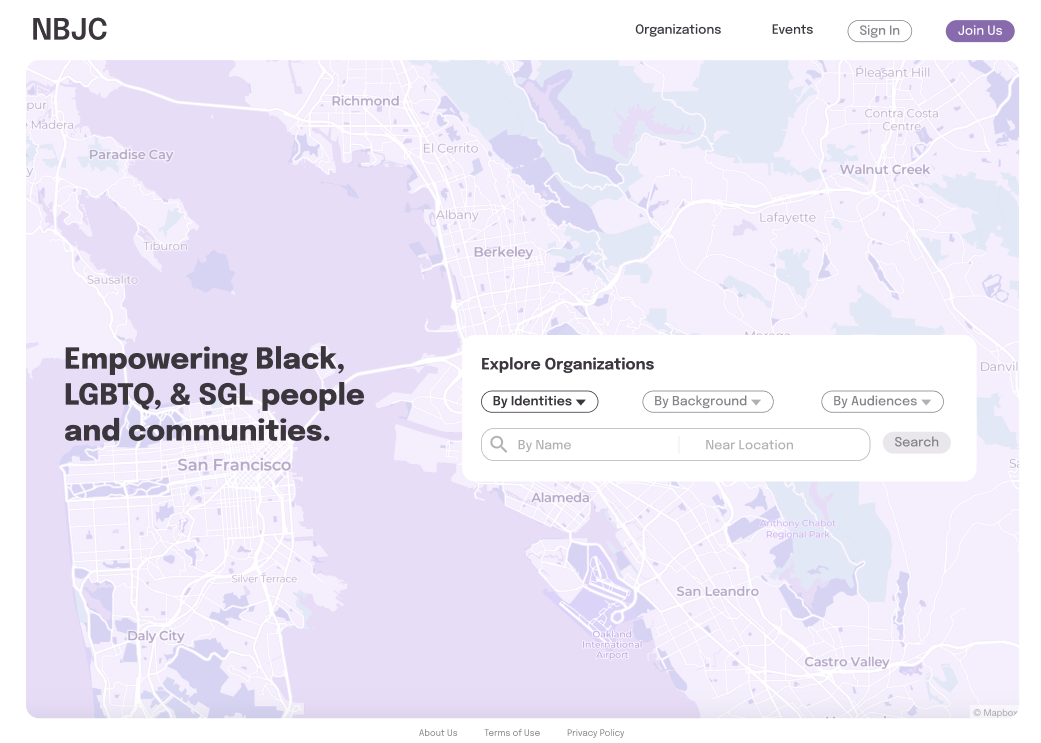 NBJC
Organizations
Events
Sign In
Join Us
pur
Madera
Paradise Cay
y
Tiburon
Sausalito
Richmond
El Cerrito
Albany
Berkeley
Pleasant Hill
Contra Costa
Centre
Walnut Creek
Lafayette
Danvil
Empowering Black,
LGBTQ, & SGL people
and communities.
Explore Organizations
By Identities
By Background
By Audiences
By Name
Near Location
Search
San Francisco
Alameda
Anthony Chabot
Regional Park
Silver Terrace
San Leandro
Daly City
Oakland
International
Airport
Castro Valley
© Mapbox
About Us
Terms of Use
Privacy Policy